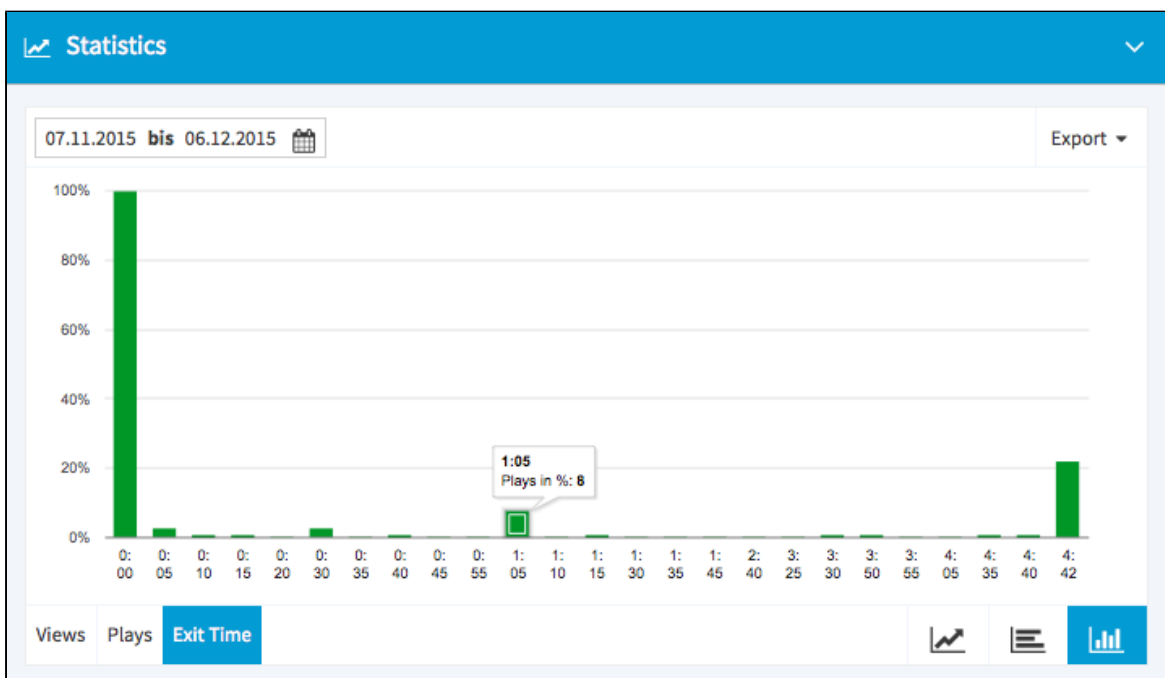 Statistics
07.11.2015 bis 06.12.2015
Export
100%
80%
60%
40%
20%
0%
1:05
Plays in %: 8
0:00 0:05 0:10 0:15 0:20 0:30 0:35 0:40 0:45 0:55 1:05 1:10 1:15 1:30 1:35 1:45 2:40 3:25 3:30 3:50 3:55 4:05 4:35 4:40 4:42
Views Plays Exit Time